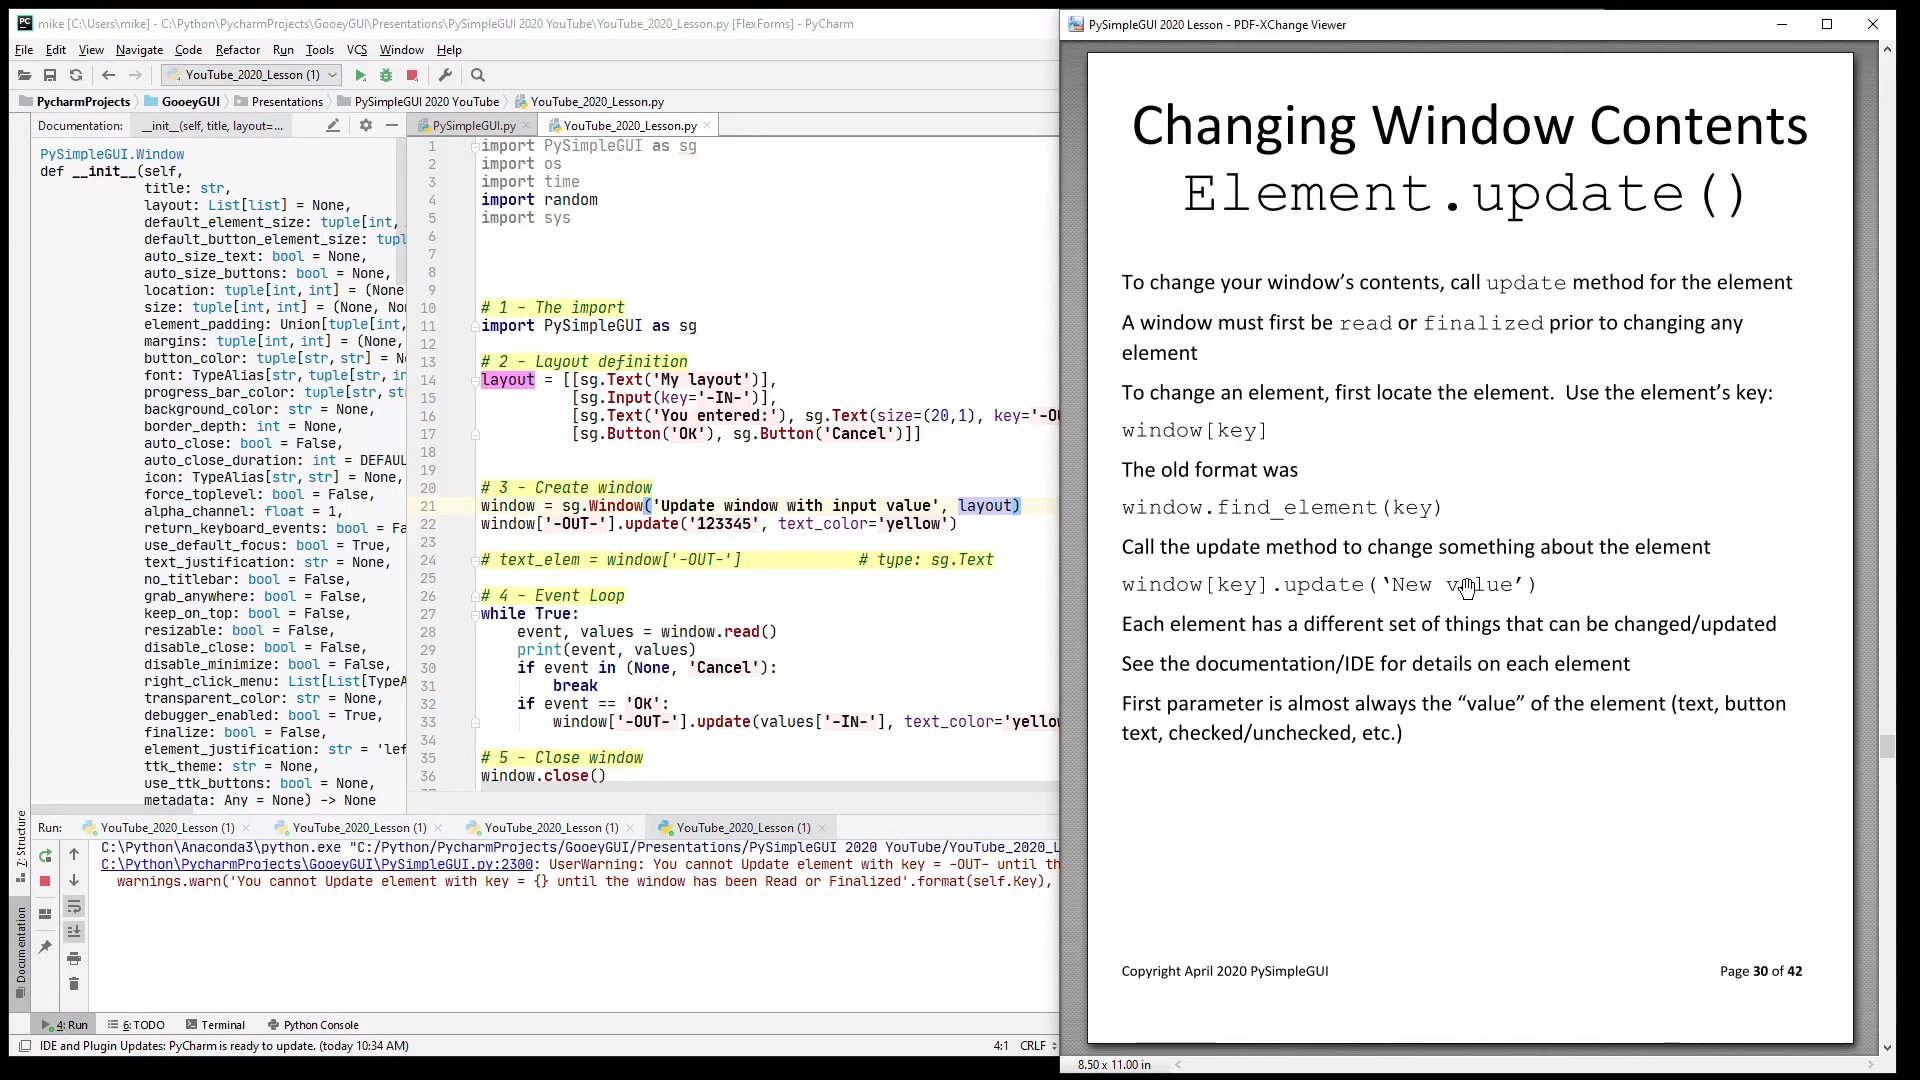 mike [C:\Users\mike] - C:\Python\PycharmProjects\GooeyGUI\Presentations\PySimpleGUI 2020 YouTube\YouTube_2020_Lesson.py [FlexForms] - PyCharm
File Edit View Navigate Code Refactor Run Tools VCS Window Help
YouTube_2020_Lesson (1)
PycharmProjects GooeyGUI Presentations PySimpleGUI 2020 YouTube YouTube_2020_Lesson.py
Documentation: __init__(self, title, layout=...
PySimpleGUI.Window
def __init__(self,
title: str,
layout: List[list] = None,
default_element_size: tuple[int,
default_button_element_size: tupl
auto_size_text: bool = None,
auto_size_buttons: bool = None,
location: tuple[int, int] = (None
size: tuple[int, int] = (None, No
element_padding: Union[tuple[int,
margins: tuple[int, int] = (None,
button_color: tuple[str, str] = N
font: TypeAlias[str, tuple[str, in
progress_bar_color: tuple[str, st
background_color: str = None,
border_depth: int = None,
auto_close: bool = False,
auto_close_duration: int = DEFAUL
icon: TypeAlias[str, str] = None,
force_toplevel: bool = False,
alpha_channel: float = 1,
return_keyboard_events: bool = Fa
use_default_focus: bool = True,
text_justification: str = None,
no_titlebar: bool = False,
grab_anywhere: bool = False,
keep_on_top: bool = False,
resizable: bool = False,
disable_close: bool = False,
disable_minimize: bool = False,
right_click_menu: List[List[TypeA
transparent_color: str = None,
debugger_enabled: bool = True,
finalize: bool = False,
element_justification: str = 'lef
ttk_theme: str = None,
use_ttk_buttons: bool = None,
metadata: Any = None) -> None
PySimpleGUI.py YouTube_2020_Lesson.py
1 import PySimpleGUI as sg
2 import os
3 import time
4 import random
5 import sys
6
7
8
9
10 # 1 - The import
11 import PySimpleGUI as sg
12
13 # 2 - Layout definition
14 layout = [[sg.Text('My layout')],
15 [sg.Input(key='-IN-')],
16 [sg.Text('You entered:'), sg.Text(size=(20,1), key='-OU
17 [sg.Button('OK'), sg.Button('Cancel')]]
18
19
20 # 3 - Create window
21 window = sg.Window('Update window with input value', layout)
22 window['-OUT-'].update('123345', text_color='yellow')
23
24 # text_elem = window['-OUT-'] # type: sg.Text
25
26 # 4 - Event Loop
27 while True:
28 event, values = window.read()
29 print(event, values)
30 if event in (None, 'Cancel'):
31 break
32 if event == 'OK':
33 window['-OUT-'].update(values['-IN-'], text_color='yellow
34
35 # 5 - Close window
36 window.close()
Z: Structure
Documentation
Run: YouTube_2020_Lesson (1) YouTube_2020_Lesson (1) YouTube_2020_Lesson (1) YouTube_2020_Lesson (1)
C:\Python\Anaconda3\python.exe "C:/Python/PycharmProjects/GooeyGUI/Presentations/PySimpleGUI 2020 YouTube/YouTube_2020_L
C:\Python\PycharmProjects\GooeyGUI\PySimpleGUI.py:2300: UserWarning: You cannot Update element with key = -OUT- until th
warnings.warn('You cannot Update element with key = {} until the window has been Read or Finalized'.format(self.Key),
4: Run 6: TODO Terminal Python Console
IDE and Plugin Updates: PyCharm is ready to update. (today 10:34 AM) 4:1 CRLF
PySimpleGUI 2020 Lesson - PDF-XChange Viewer
Changing Window Contents
Element.update()
To change your window’s contents, call update method for the element
A window must first be read or finalized prior to changing any
element
To change an element, first locate the element. Use the element’s key:
window[key]
The old format was
window.find_element(key)
Call the update method to change something about the element
window[key].update(‘New value’)
Each element has a different set of things that can be changed/updated
See the documentation/IDE for details on each element
First parameter is almost always the “value” of the element (text, button
text, checked/unchecked, etc.)
Copyright April 2020 PySimpleGUI Page 30 of 42
8.50 x 11.00 in